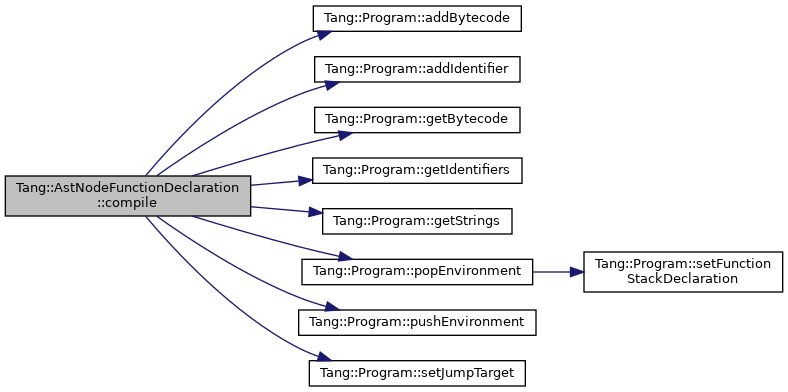 Tang::AstNodeFunctionDeclaration
::compile
Tang::Program::addBytecode
Tang::Program::addIdentifier
Tang::Program::getBytecode
Tang::Program::getIdentifiers
Tang::Program::getStrings
Tang::Program::popEnvironment
Tang::Program::setFunction
StackDeclaration
Tang::Program::pushEnvironment
Tang::Program::setJumpTarget